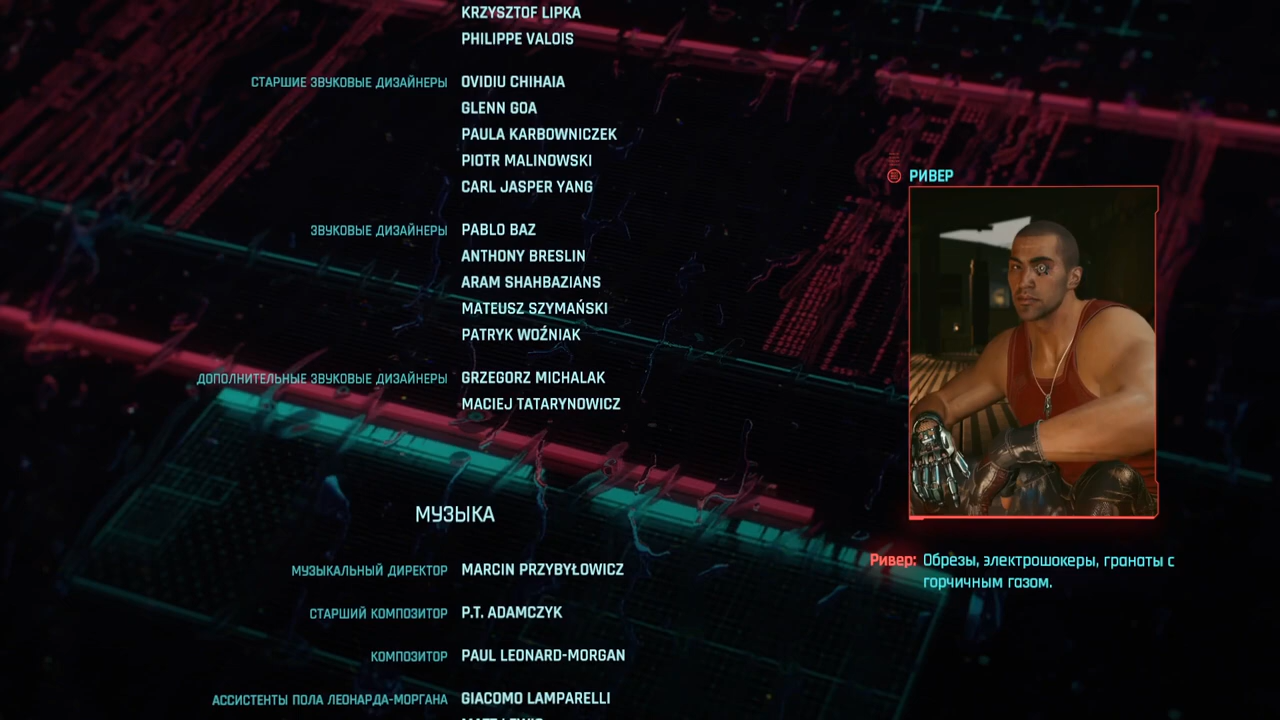 KRZYSZTOF LIPKA
PHILIPPE VALOIS
СТАРШИЕ ЗВУКОВЫЕ ДИЗАЙНЕРЫ OVIDIU CHIHAIA
GLENN GOA
PAULA KARBOWNICZEK
PIOTR MALINOWSKI
CARL JASPER YANG
ЗВУКОВЫЕ ДИЗАЙНЕРЫ PABLO BAZ
ANTHONY BRESLIN
ARAM SHAHBAZIANS
MATEUSZ SZYMAŃSKI
PATRYK WOŹNIAK
ДОПОЛНИТЕЛЬНЫЕ ЗВУКОВЫЕ ДИЗАЙНЕРЫ GRZEGORZ MICHALAK
MACIEJ TATARYNOWICZ
МУЗЫКА
МУЗЫКАЛЬНЫЙ ДИРЕКТОР MARCIN PRZYBYŁOWICZ
СТАРШИЙ КОМПОЗИТОР P.T. ADAMCZYK
КОМПОЗИТОР PAUL LEONARD-MORGAN
АССИСТЕНТЫ ПОЛА ЛЕОНАРДА-МОРГАНА GIACOMO LAMPARELLI
РИВЕР
Ривер: Обрезы, электрошокеры, гранаты с
горчичным газом.